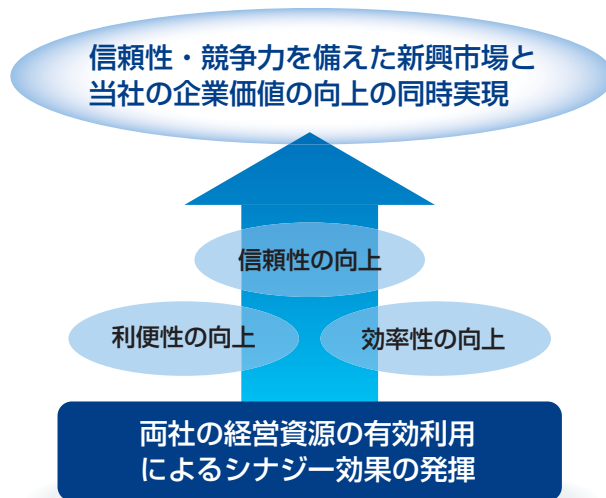 信頼性・競争力を備えた新興市場と
当社の企業価値の向上の同時実現
信頼性の向上
利便性の向上
効率性の向上
両社の経営資源の有効利用
によるシナジー効果の発揮